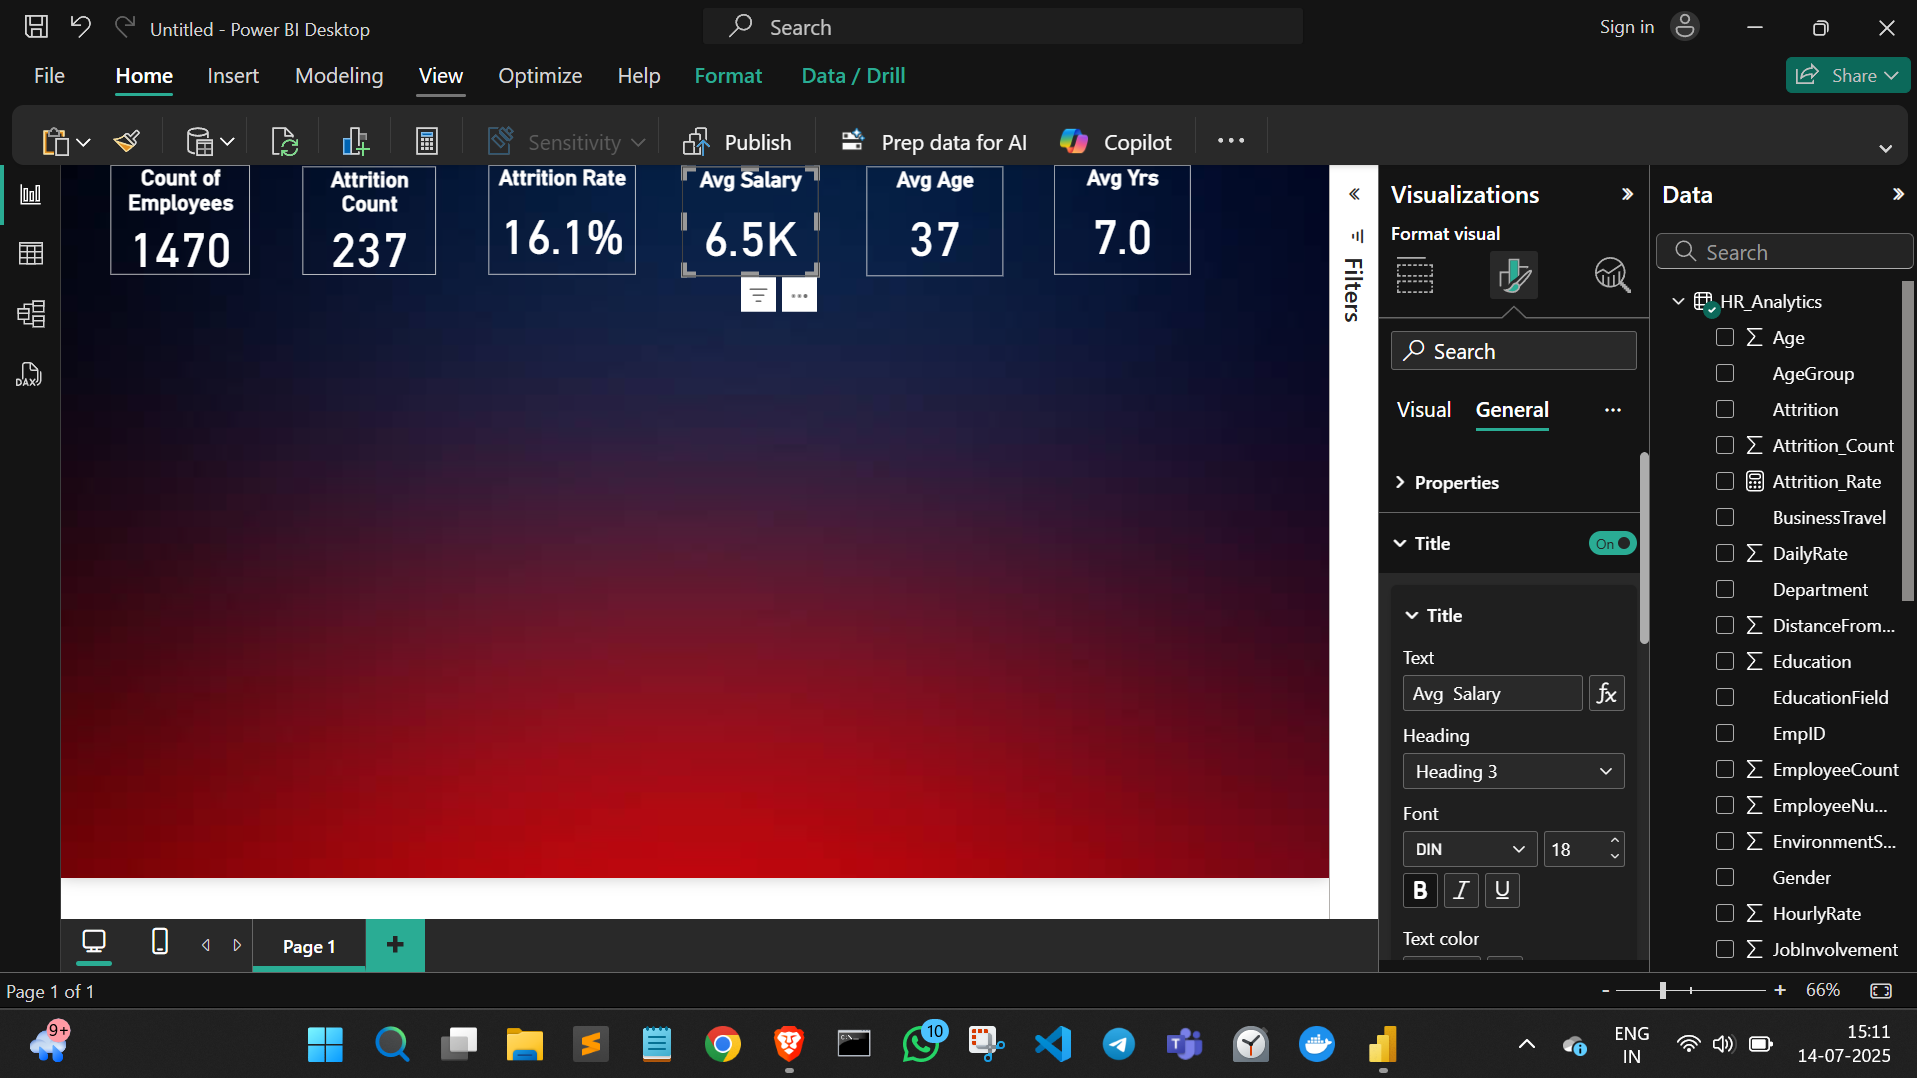 Untitled - Power BI Desktop
Search
Sign in
File
Home
Insert
Modeling
View
Optimize
Help
Format
Data / Drill
Share
Sensitivity
Publish
Prep data for AI
Copilot
Count of
Employees
1470
Attrition
Count
237
Attrition Rate
16.1%
Avg Salary
6.5K
Avg Age
37
Avg Yrs
7.0
Filters
Visualizations
Format visual
Search
Visual
General
Properties
Title
On
Title
Text
Avg  Salary
fx
Heading
Heading 3
Font
DIN
18
B
I
U
Text color
Data
Search
HR_Analytics
Age
AgeGroup
Attrition
Attrition_Count
Attrition_Rate
BusinessTravel
DailyRate
Department
DistanceFrom...
Education
EducationField
EmpID
EmployeeCount
EmployeeNu...
EnvironmentS...
Gender
HourlyRate
JobInvolvement
DAX
Page 1
+
Page 1 of 1
- + 66%
9+
10
ENG
IN
15:11
14-07-2025